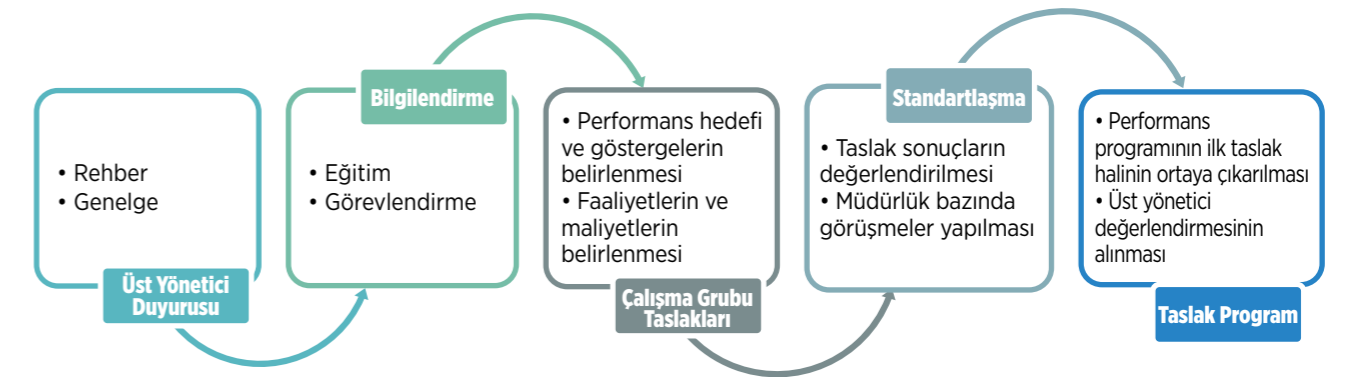 • Rehber
• Genelge
Üst Yönetici
Duyurusu
Bilgilendirme
• Eğitim
• Görevlendirme
• Performans hedefi
ve göstergelerin
belirlenmesi
• Faaliyetlerin ve
maliyetlerin
belirlenmesi
Çalışma Grubu
Taslakları
Standartlaşma
• Taslak sonuçların
değerlendirilmesi
• Müdürlük bazında
görüşmeler yapılması
• Performans
programının ilk taslak
halinin ortaya çıkarılması
• Üst yönetici
değerlendirmesinin
alınması
Taslak Program